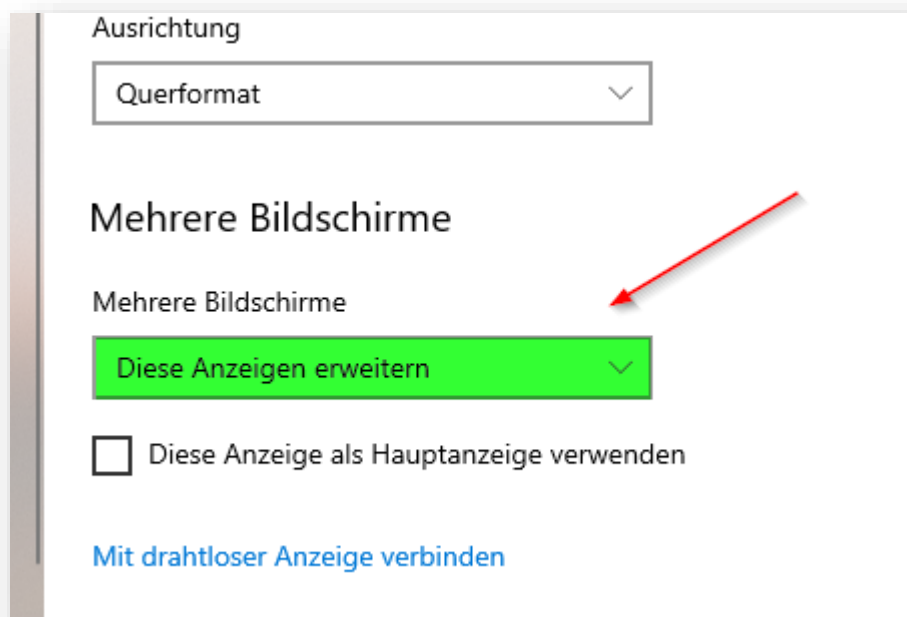 Ausrichtung
Querformat
Mehrere Bildschirme
Mehrere Bildschirme
Diese Anzeigen erweitern
Diese Anzeige als Hauptanzeige verwenden
Mit drahtloser Anzeige verbinden